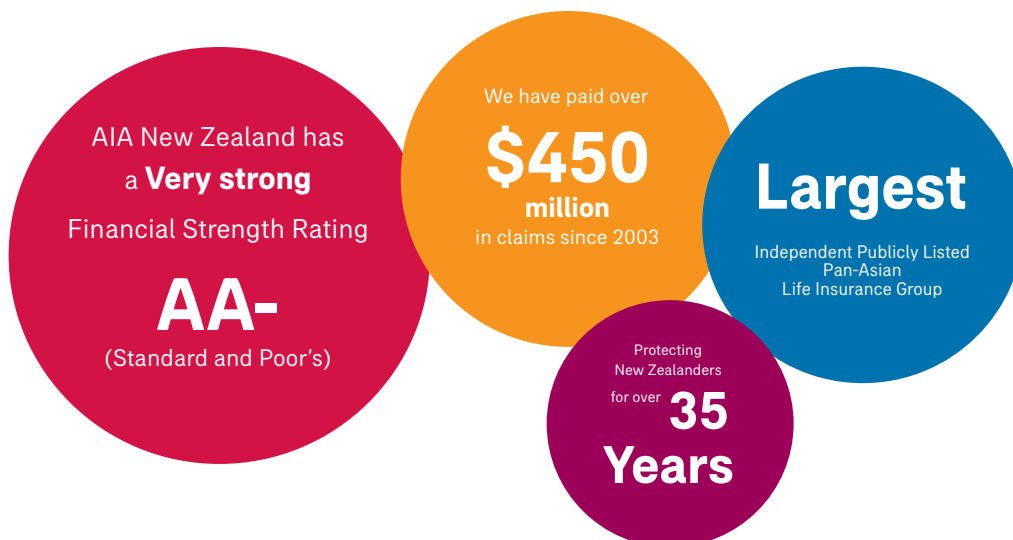 AIA New Zealand has
a Very strong
Financial Strength Rating
AA-
(Standard and Poor's)
We have paid over
$450
million
in claims since 2003
Largest
Independent Publicly Listed
Pan-Asian
Life Insurance Group
Protecting
New Zealanders
for over 35
Years